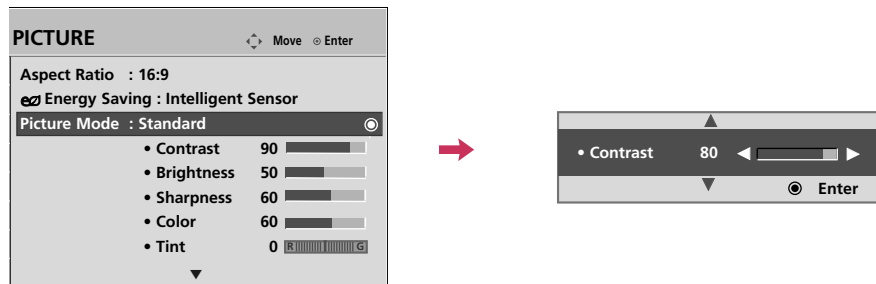 PICTURE Move Enter
Aspect Ratio : 16:9
Energy Saving : Intelligent Sensor
Picture Mode : Standard
• Contrast 90
• Brightness 50
• Sharpness 60
• Color 60
• Tint 0 R G
• Contrast 80
Enter